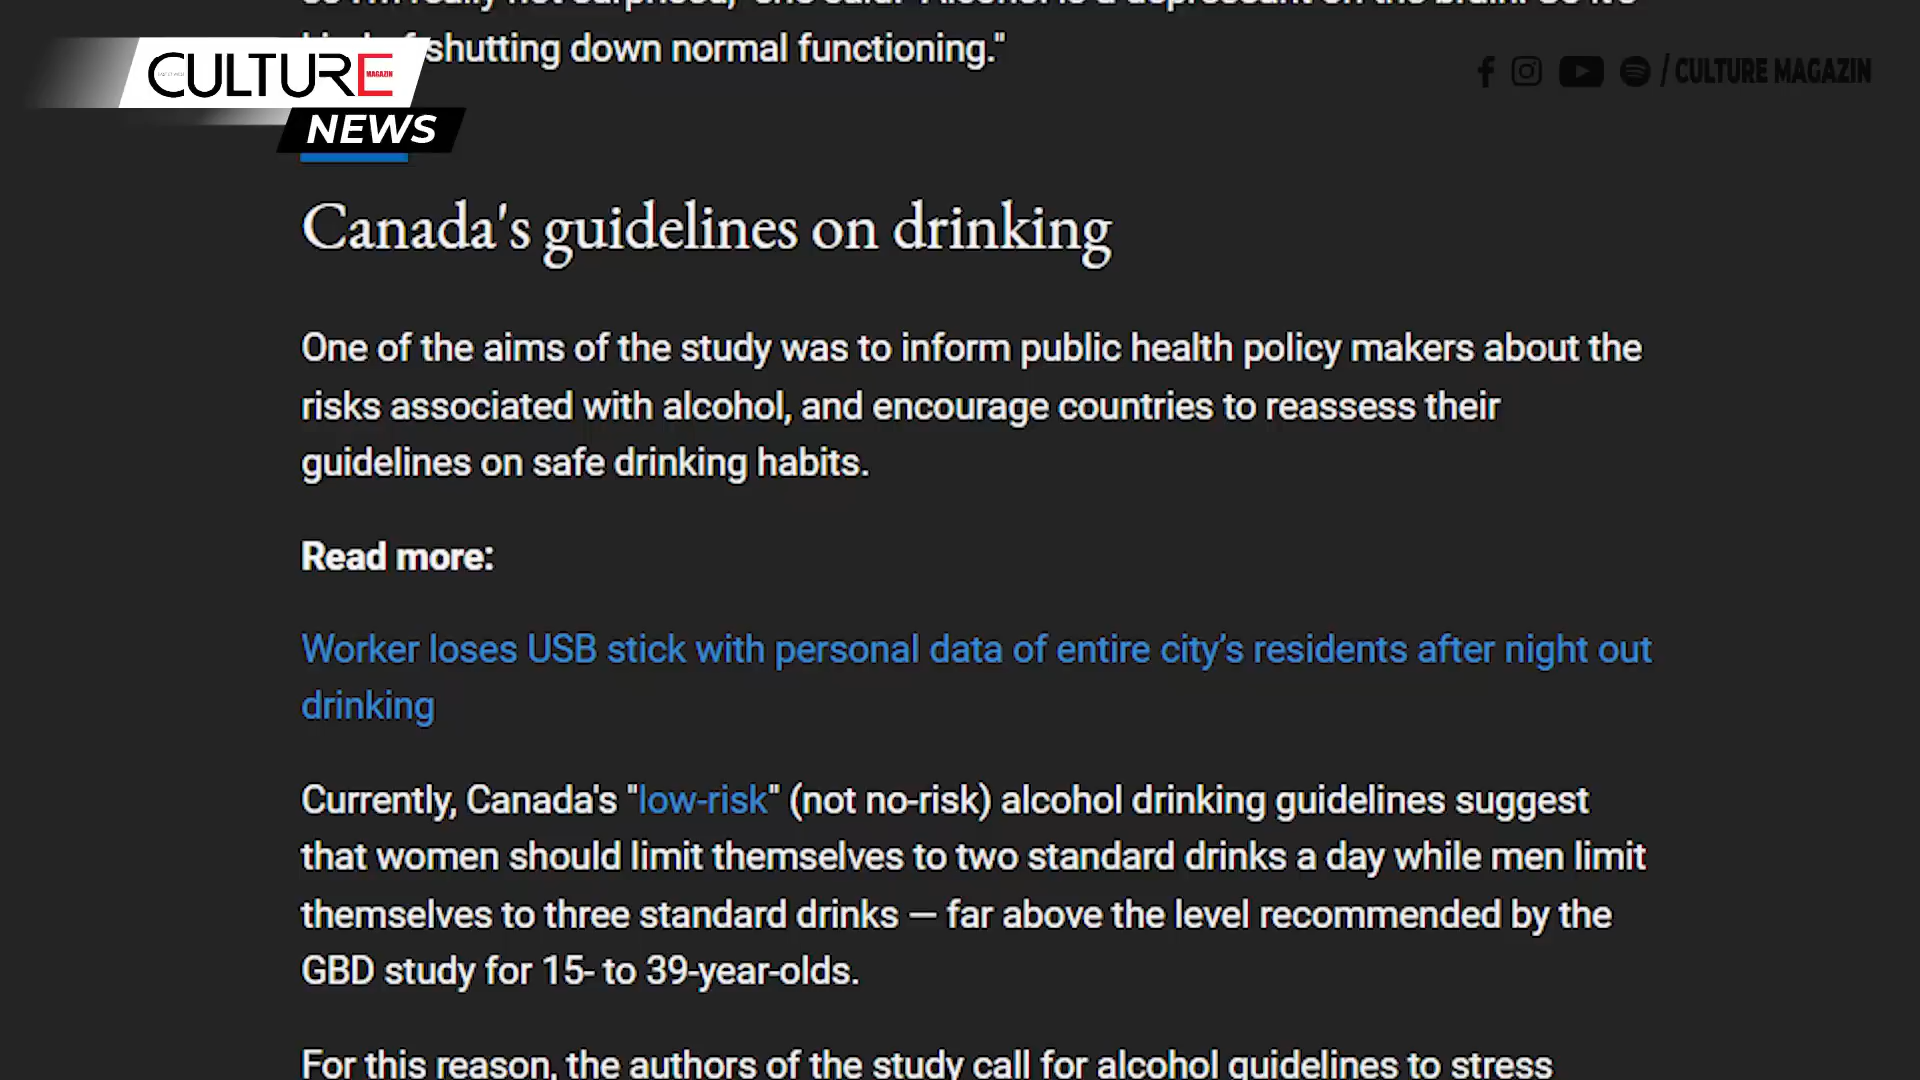 shutting down normal functioning."
CULTURE
MAGAZIN
NEWS
/ CULTURE MAGAZIN
Canada's guidelines on drinking
One of the aims of the study was to inform public health policy makers about the
risks associated with alcohol, and encourage countries to reassess their
guidelines on safe drinking habits.
Read more:
Worker loses USB stick with personal data of entire city's residents after night out
drinking
Currently, Canada's "low-risk" (not no-risk) alcohol drinking guidelines suggest
that women should limit themselves to two standard drinks a day while men limit
themselves to three standard drinks — far above the level recommended by the
GBD study for 15- to 39-year-olds.
For this reason, the authors of the study call for alcohol guidelines to stress